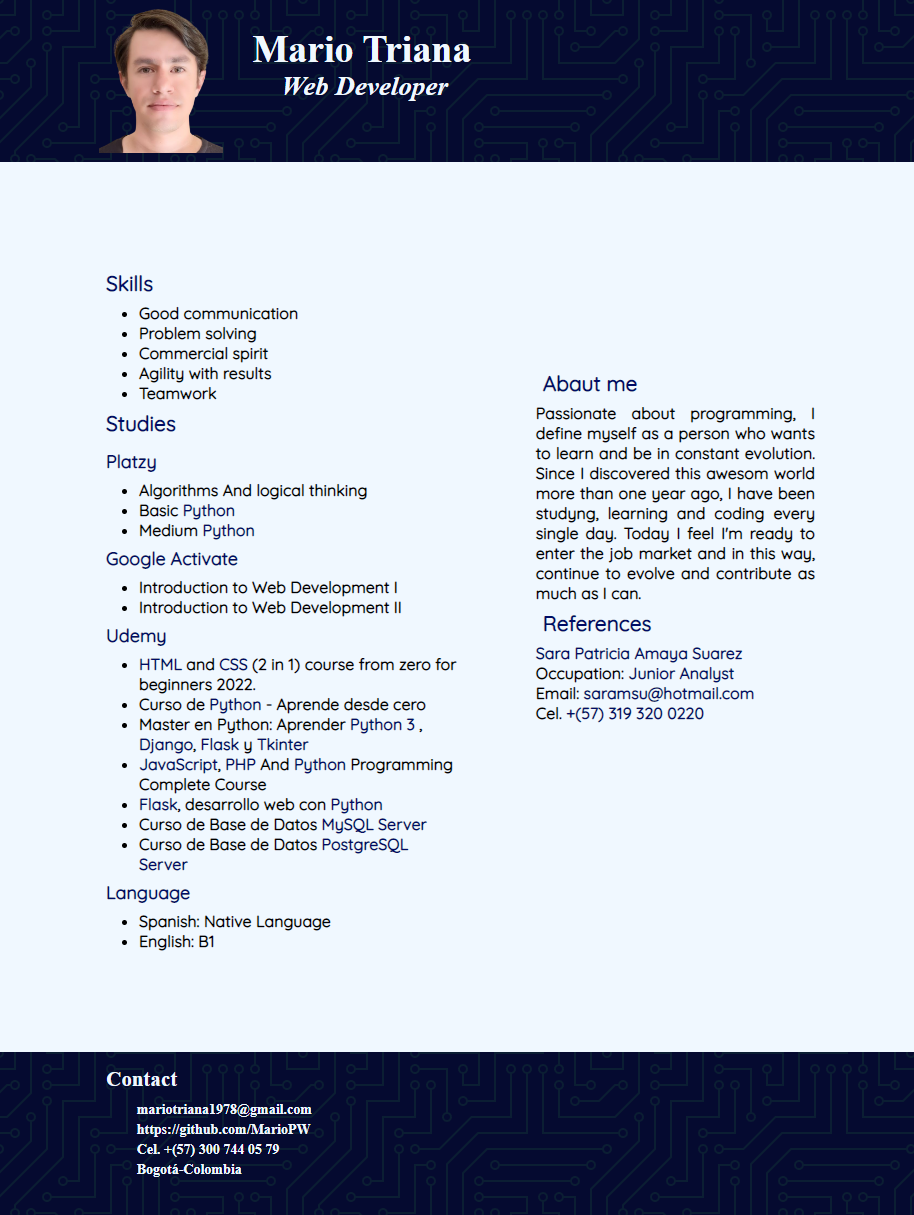 Mario Triana
Web Developer
Skills
Good communication
Problem solving
Commercial spirit
Agility with results
Teamwork
Studies
Platzy
Algorithms And logical thinking
Basic Python
Medium Python
Google Activate
Introduction to Web Development I
Introduction to Web Development II
Udemy
HTML and CSS (2 in 1) course from zero for
beginners 2022.
Curso de Python - Aprende desde cero
Master en Python: Aprender Python 3 ,
Django, Flask y Tkinter
JavaScript, PHP And Python Programming
Complete Course
Flask, desarrollo web con Python
Curso de Base de Datos MySQL Server
Curso de Base de Datos PostgreSQL
Server
Language
Spanish: Native Language
English: B1
Abaut me
Passionate about programming, I
define myself as a person who wants
to learn and be in constant evolution.
Since I discovered this awesom world
more than one year ago, I have been
studyng, learning and coding every
single day. Today I feel I'm ready to
enter the job market and in this way,
continue to evolve and contribute as
much as I can.
References
Sara Patricia Amaya Suarez
Occupation: Junior Analyst
Email: saramsu@hotmail.com
Cel. +(57) 319 320 0220
Contact
mariotriana1978@gmail.com
https://github.com/MarioPW
Cel. +(57) 300 744 05 79
Bogotá-Colombia